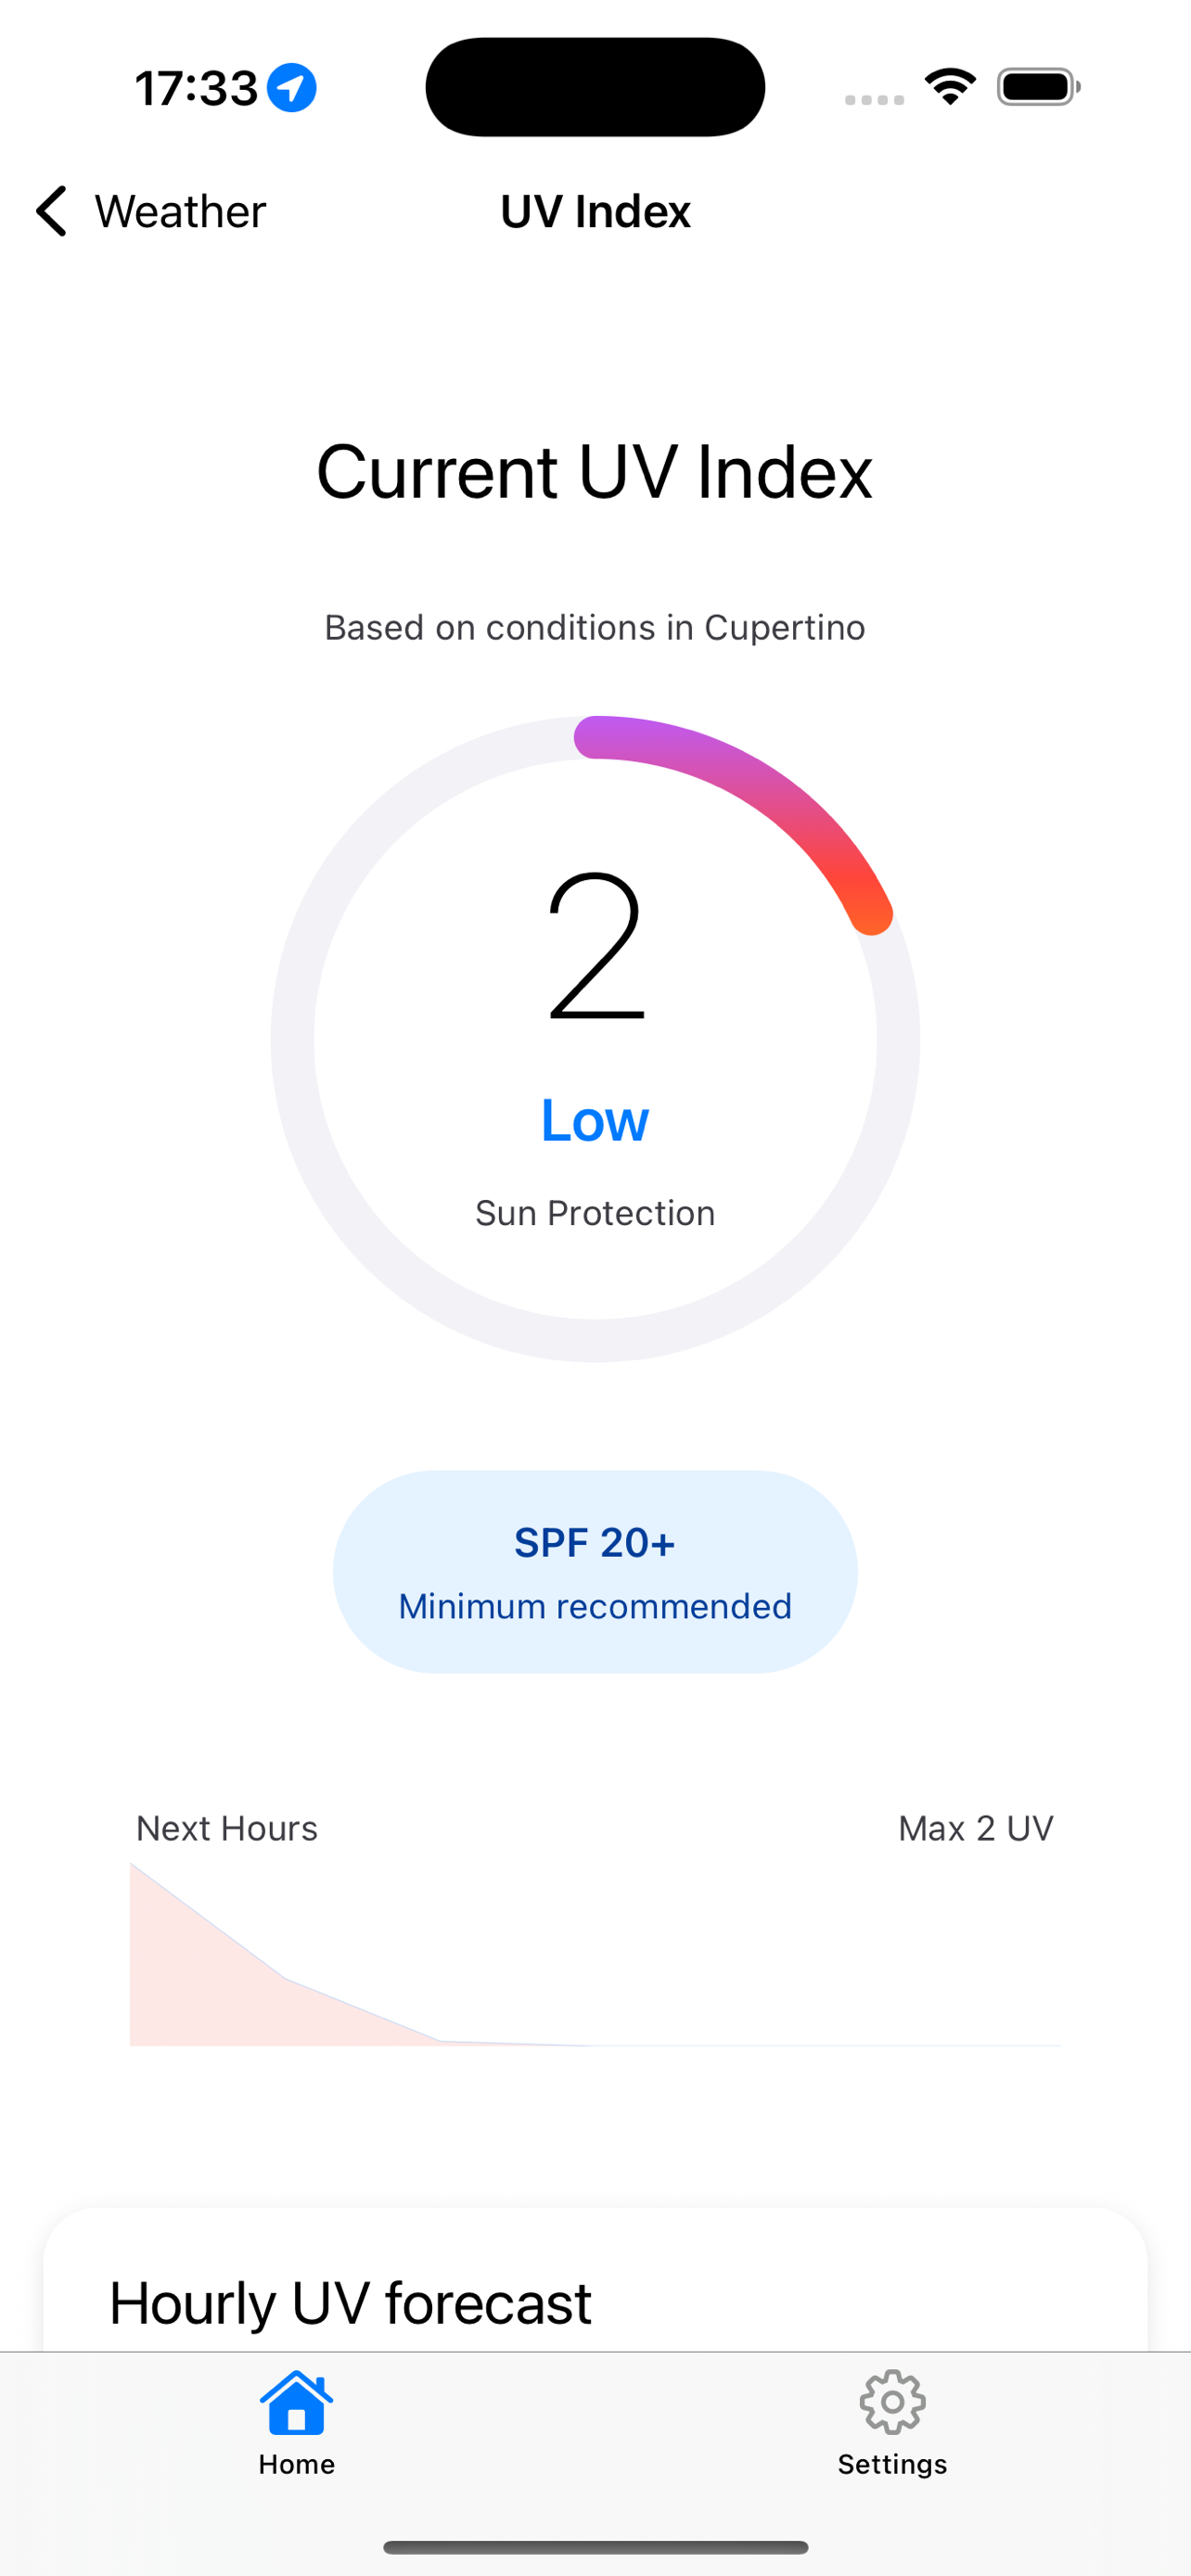 17:33
Weather
UV Index
Current UV Index
Based on conditions in Cupertino
2
Low
Sun Protection
SPF 20+
Minimum recommended
Next Hours
Max 2 UV
Hourly UV forecast
Home
Settings